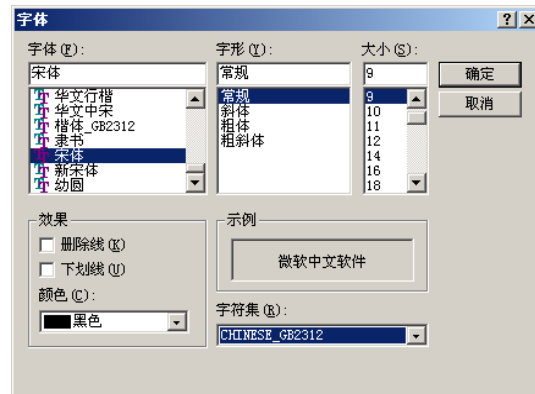 字体
字体(F):
宋体
华文行楷
华文中宋
楷体_GB2312
隶书
宋体
新宋体
幼圆
字形(Y):
常规
常规
斜体
粗体
粗斜体
大小(S):
9
9
10
11
12
14
16
18
确定
取消
效果
删除线(K)
下划线(U)
颜色(C):
黑色
示例
微软中文软件
字符集(R):
CHINESE_GB2312